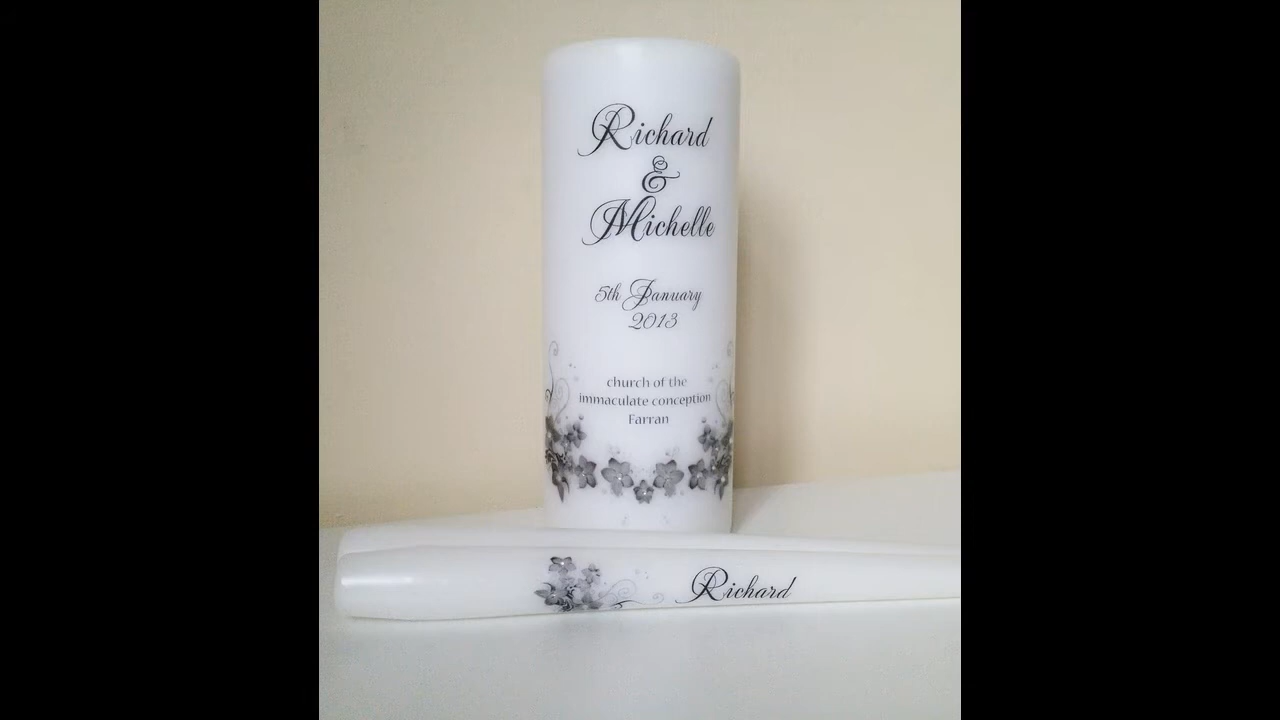 Richard
&
Michelle
5th January
2013
church of the
immaculate conception
Farran
Richard